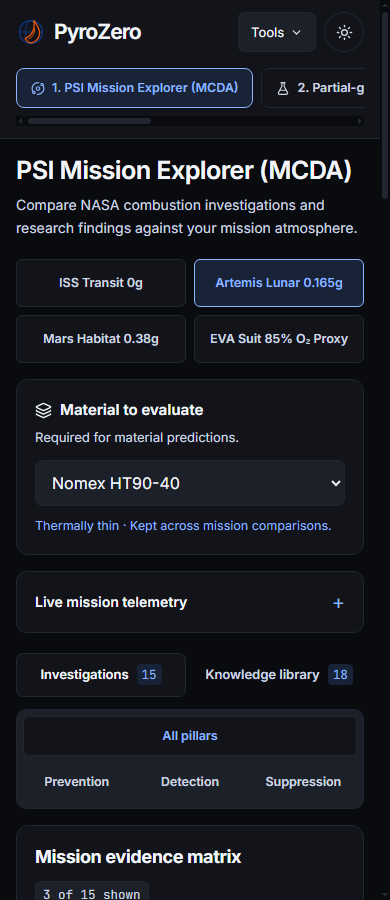 PyroZero
Tools
1. PSI Mission Explorer (MCDA)
2. Partial-g
PSI Mission Explorer (MCDA)
Compare NASA combustion investigations and
research findings against your mission atmosphere.
ISS Transit 0g
Artemis Lunar 0.165g
Mars Habitat 0.38g
EVA Suit 85% O₂ Proxy
Material to evaluate
Required for material predictions.
Nomex HT90-40
Thermally thin · Kept across mission comparisons.
Live mission telemetry
+
Investigations 15
Knowledge library 18
All pillars
Prevention
Detection
Suppression
Mission evidence matrix
3 of 15 shown